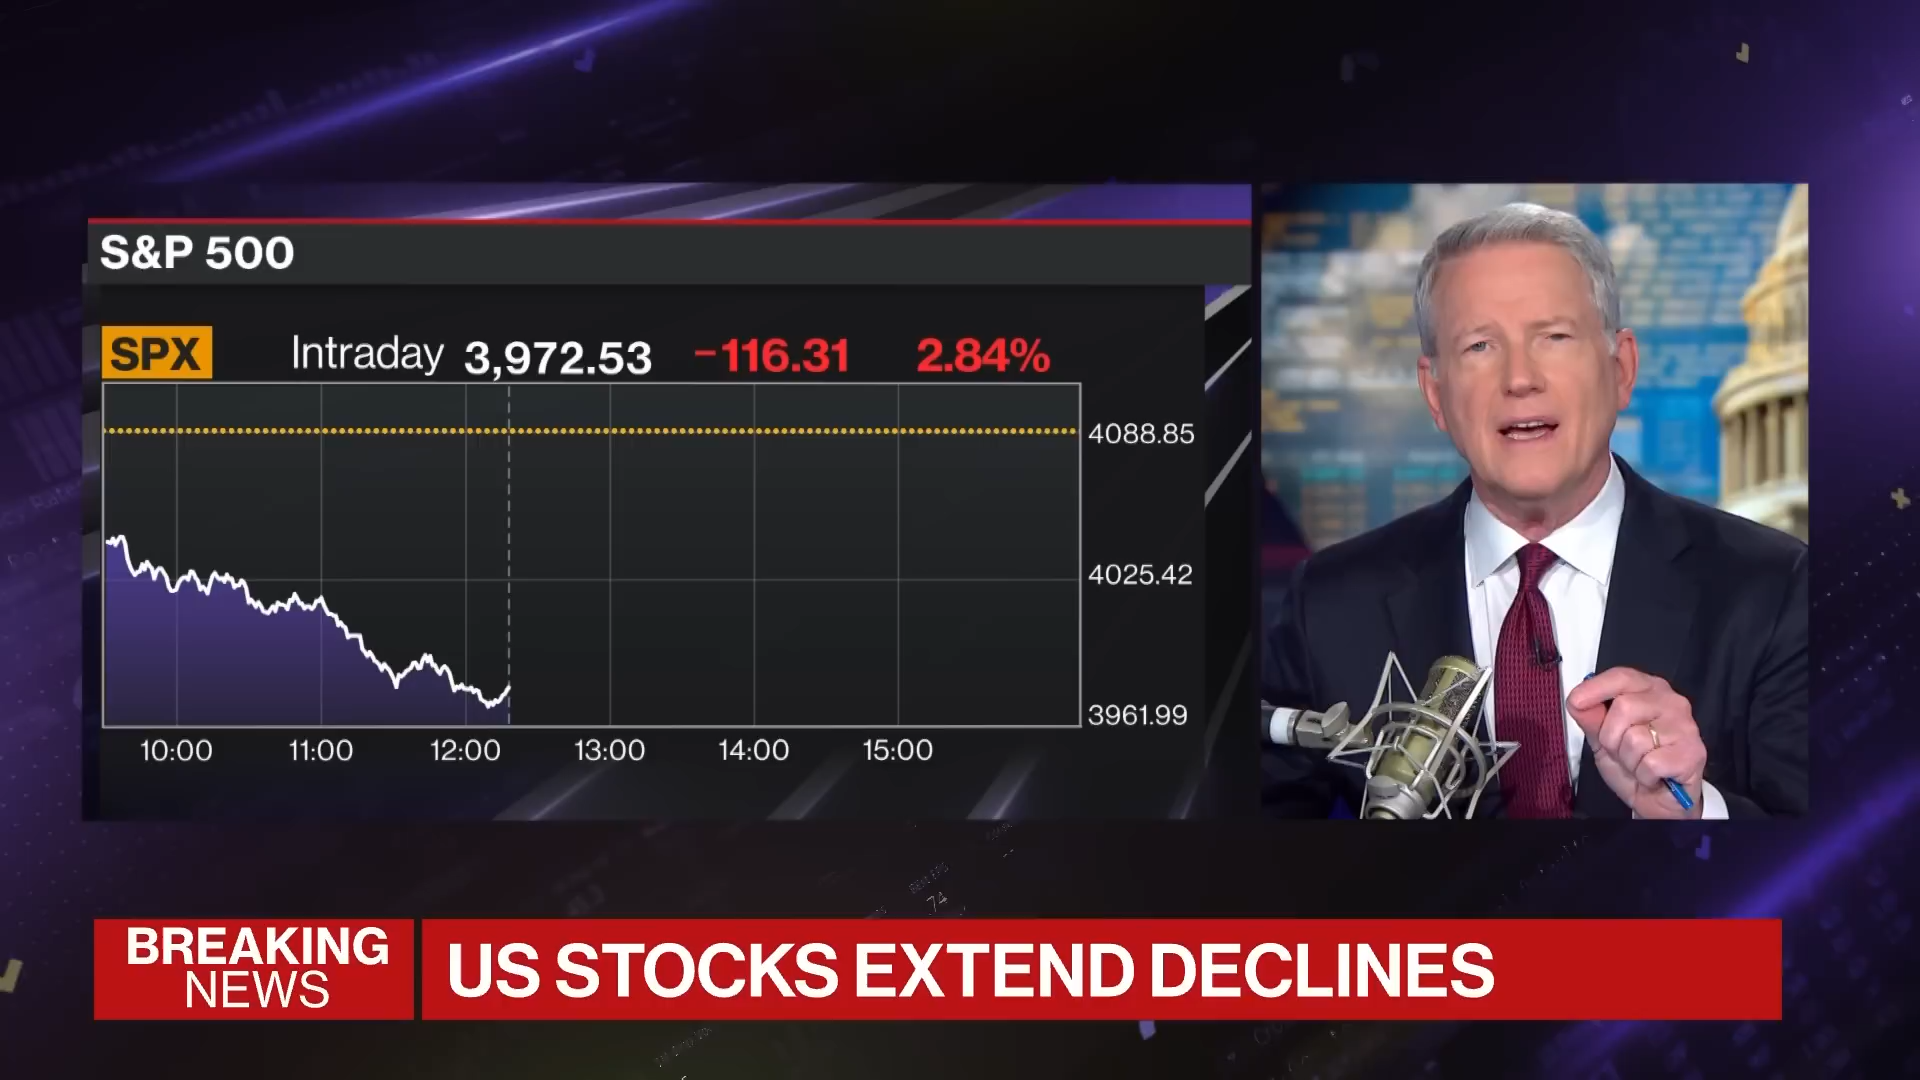 S&P 500
SPX Intraday 3,972.53 -116.31 2.84%
4088.85
4025.42
3961.99
10:00 11:00 12:00 13:00 14:00 15:00
74
BREAKING
NEWS
US STOCKS EXTEND DECLINES